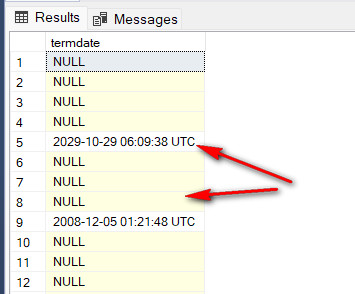 Results Messages
termdate
1 NULL
2 NULL
3 NULL
4 NULL
5 2029-10-29 06:09:38 UTC
6 NULL
7 NULL
8 NULL
9 2008-12-05 01:21:48 UTC
10 NULL
11 NULL
12 NULL